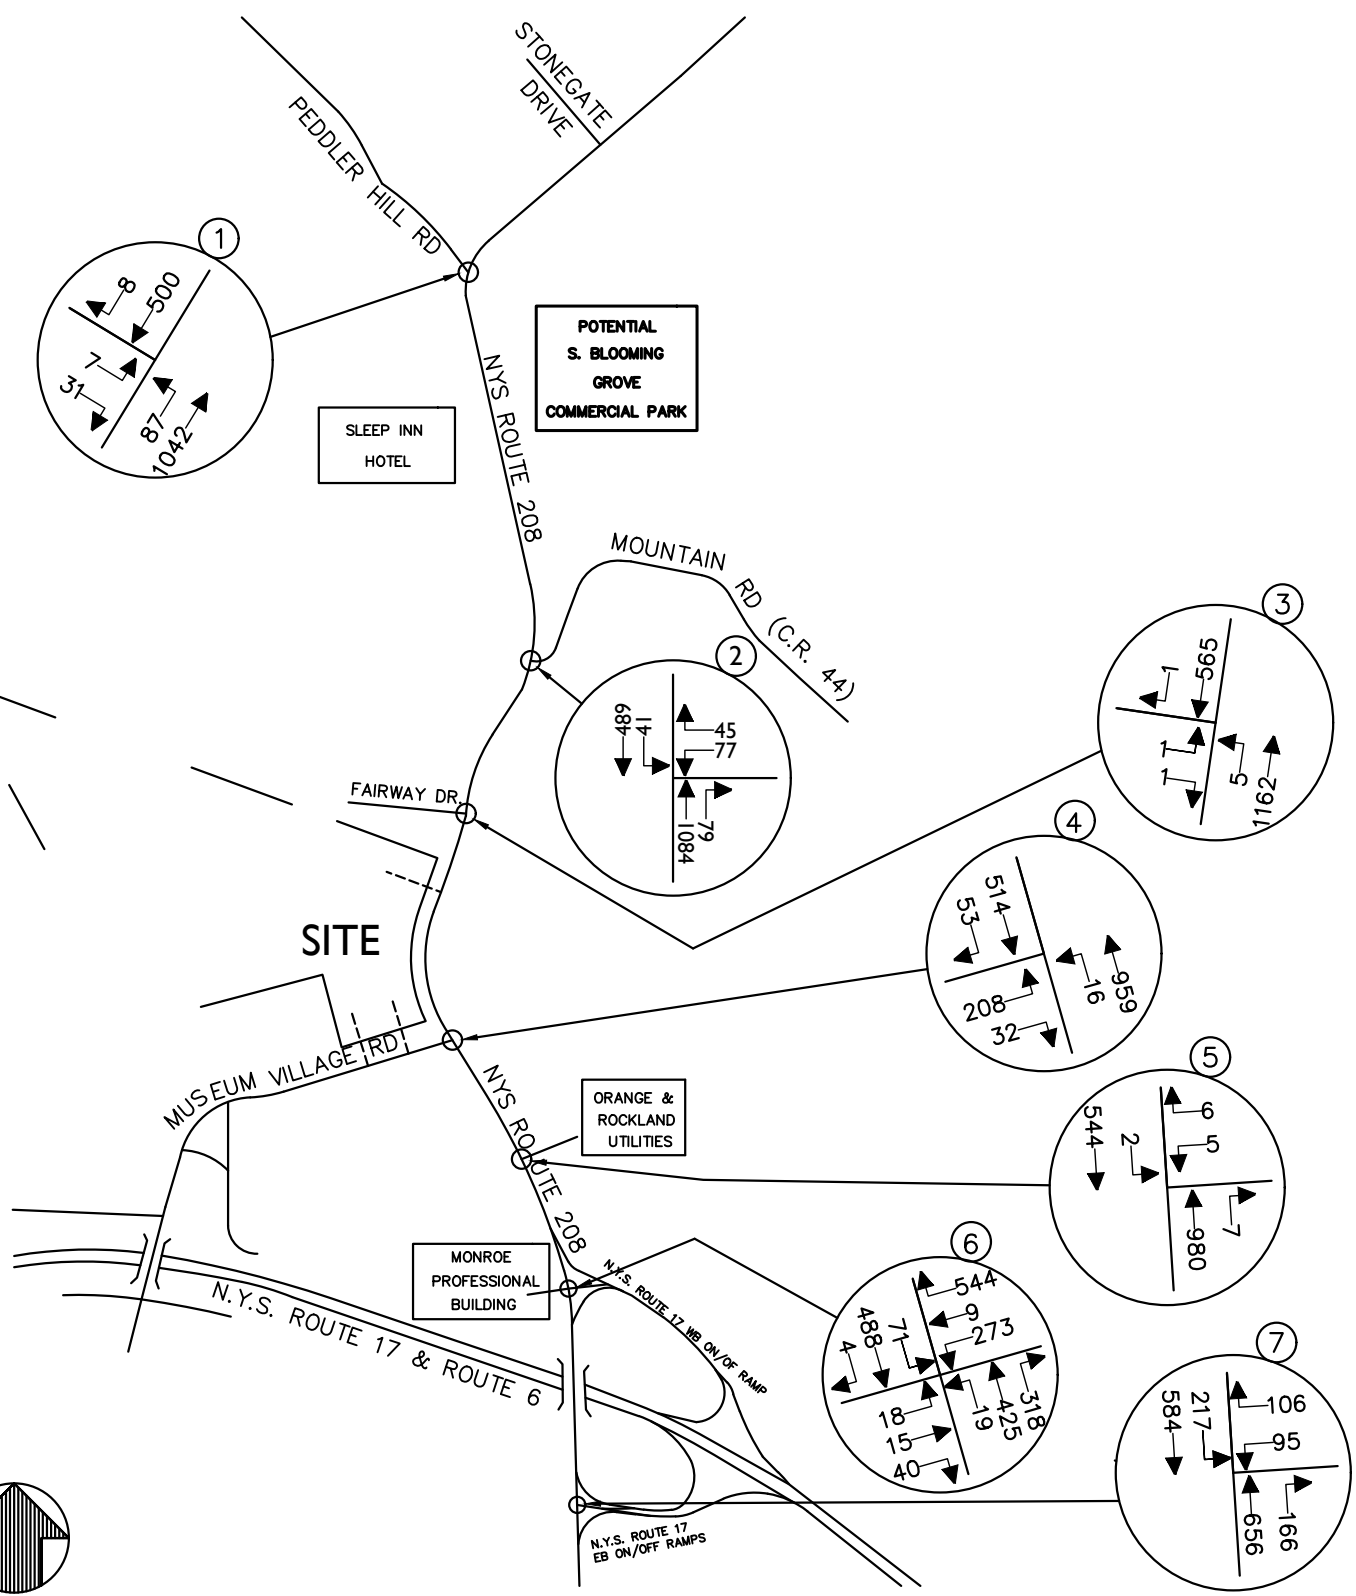 STONEGATE
DRIVE
PEDDLER HILL RD
1
8
500
7
31
87
1042
POTENTIAL
S. BLOOMING
GROVE
COMMERCIAL PARK
NYS ROUTE 208
SLEEP INN
HOTEL
MOUNTAIN RD (C.R. 44)
2
489
41
45
77
1084
79
3
1
565
1
1
5
1162
FAIRWAY DR.
4
514
53
208
32
16
959
SITE
MUSEUM VILLAGE RD
NYS ROUTE 208
ORANGE &
ROCKLAND
UTILITIES
5
544
2
6
5
980
7
MONROE
PROFESSIONAL
BUILDING
N.Y.S. ROUTE 17 WB ON/OF RAMP
6
544
9
273
71
488
4
18
15
40
19
425
318
N.Y.S. ROUTE 17 & ROUTE 6
7
584
217
106
95
656
166
N.Y.S. ROUTE 17
EB ON/OFF RAMPS